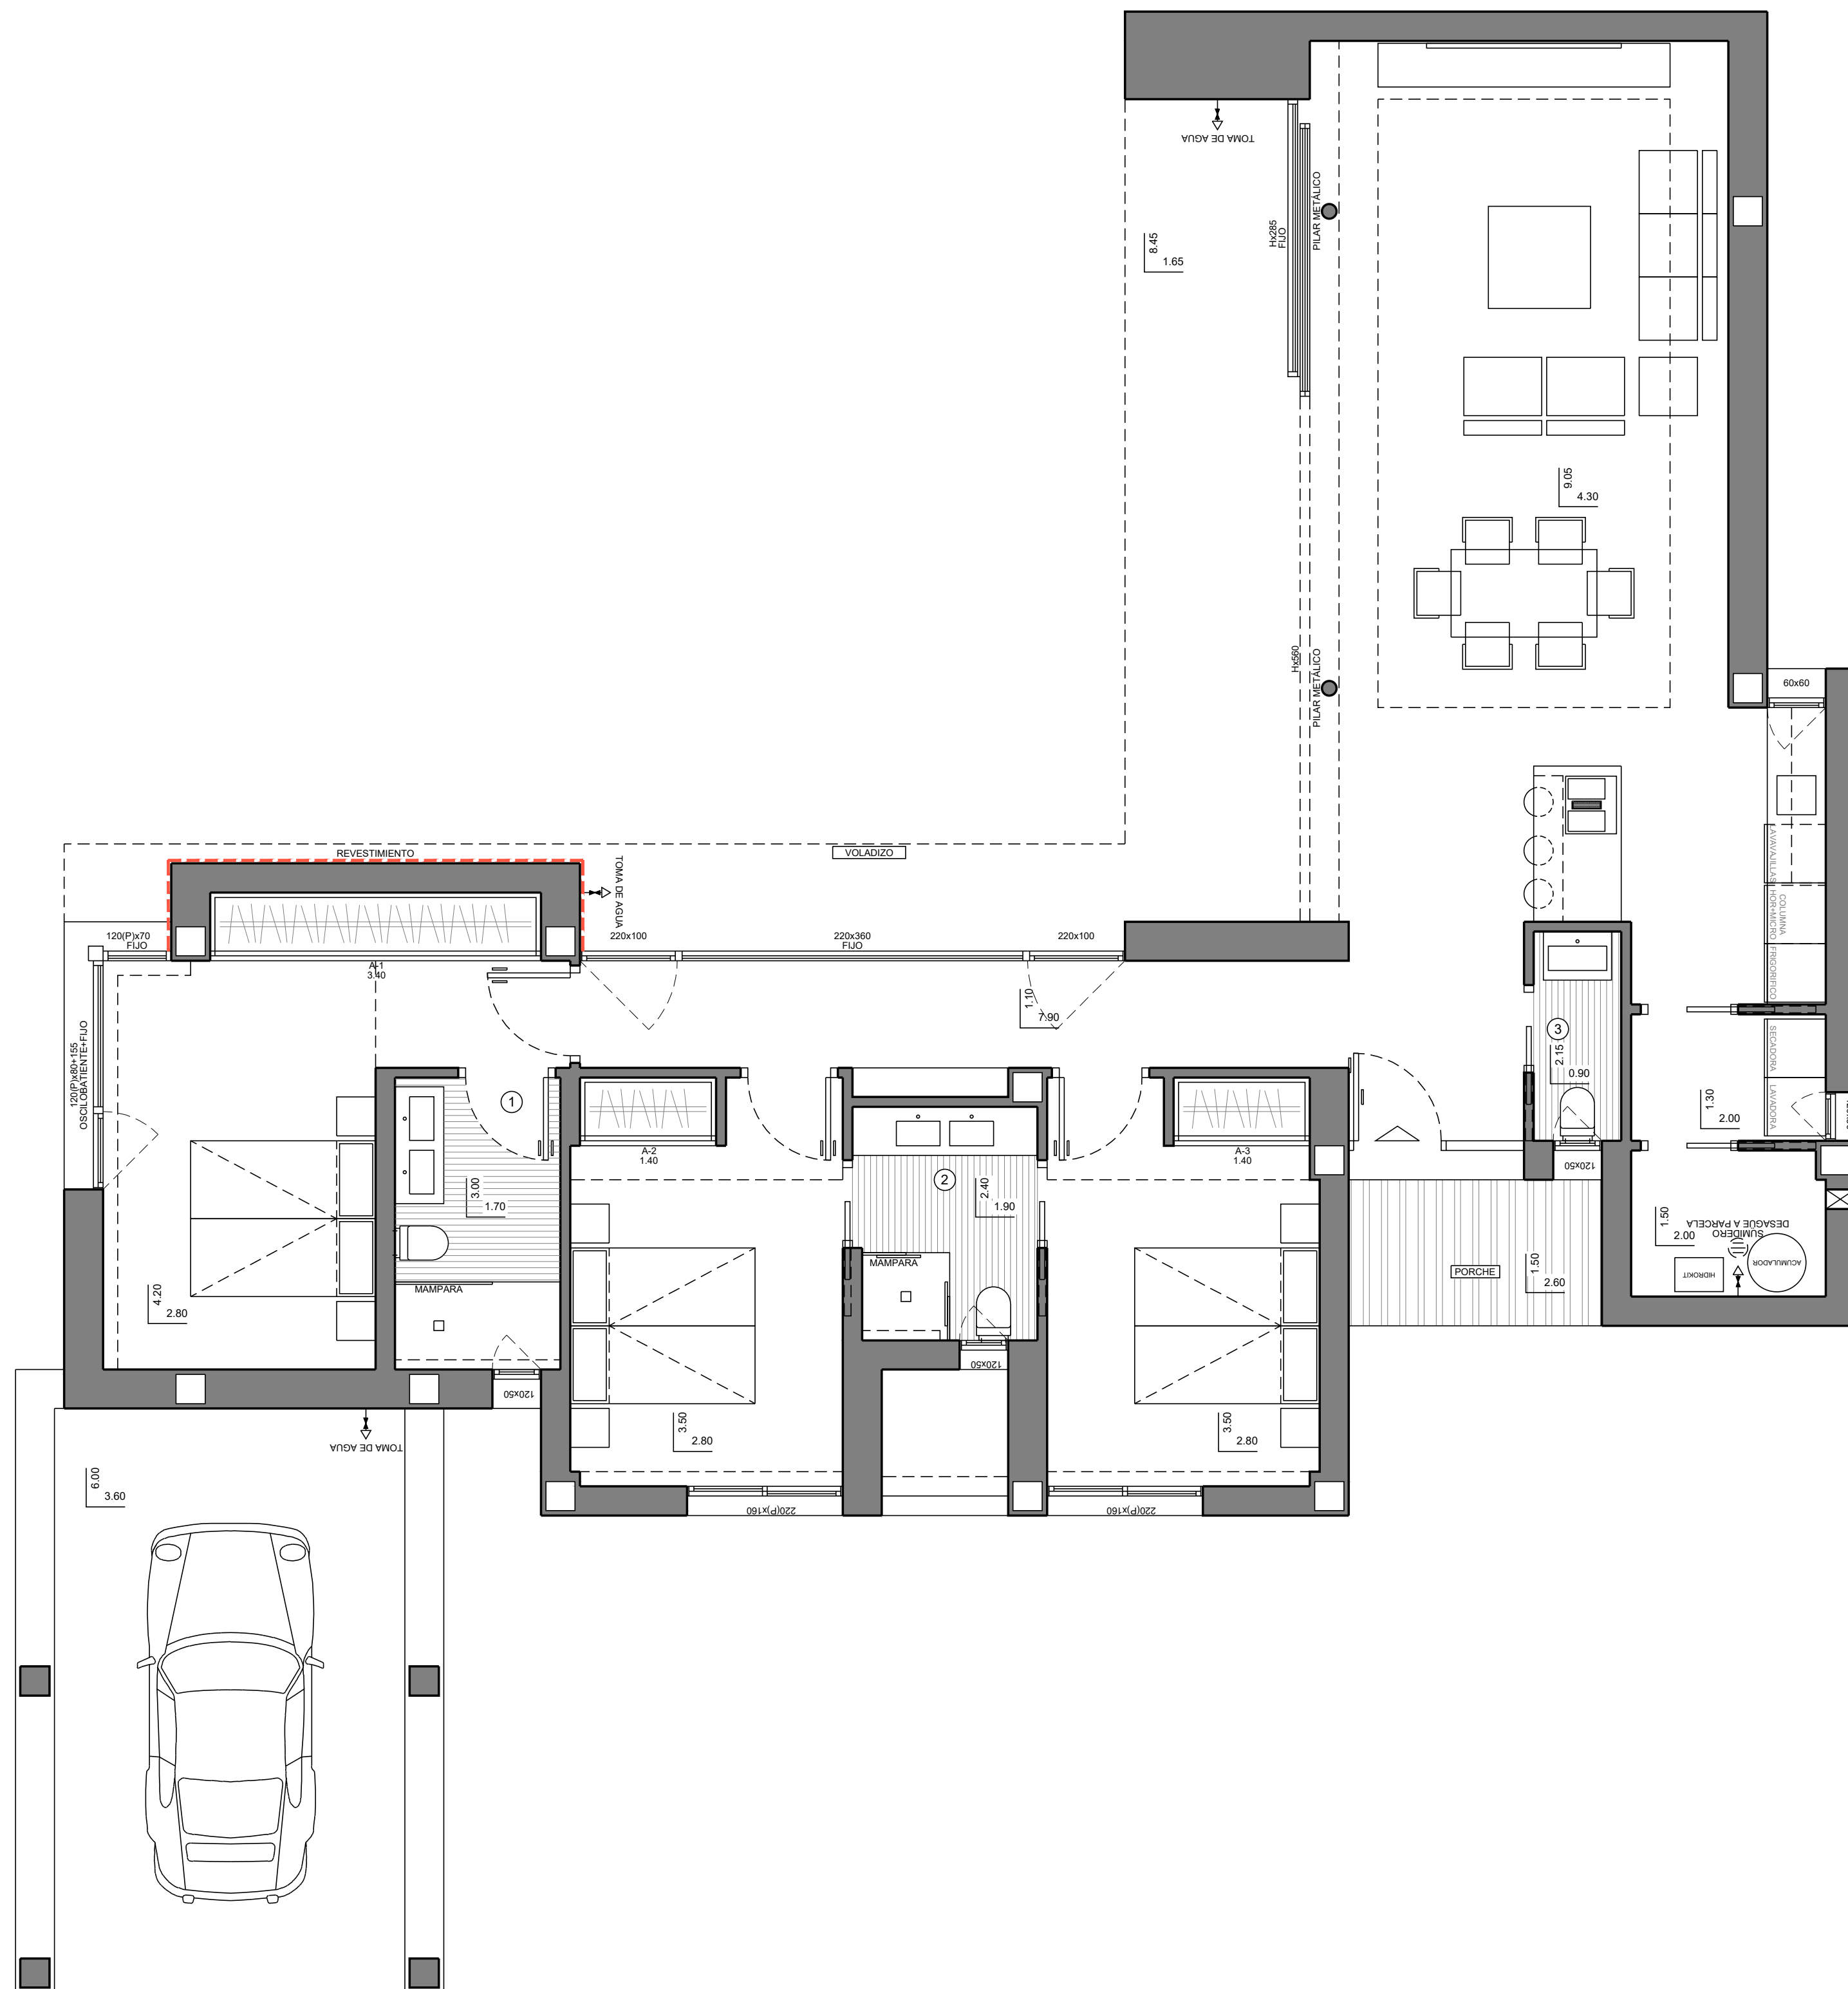 TOMA DE AGUA
Hx285
FIJO
PILAR METÁLICO
8.45
1.65
9.05
4.30
Hx560
PILAR METÁLICO
60x60
REVESTIMIENTO
VOLADIZO
TOMA DE AGUA
LAVAVAJILLAS
COLUMNA
HOR+MICRO
FRIGORIFICO
120(P)x70
FIJO
220x100
220x360
FIJO
220x100
A-1
3.40
1.10
7.90
120(P)x80+155
OSCILOBATIENTE+FIJO
3
2.15
0.90
SECADORA
LAVADORA
1.30
2.00
1
A-2
1.40
A-3
1.40
2
120x50
3.00
1.70
2.40
1.90
1.50
2.00
SUMIDERO
DESAGÜE A PARCELA
HIDROKIT
ACUMULADOR
MAMPARA
MAMPARA
PORCHE
1.50
2.60
4.20
2.80
120x50
120x50
3.50
2.80
3.50
2.80
TOMA DE AGUA
6.00
3.60
220(P)x160
220(P)x160